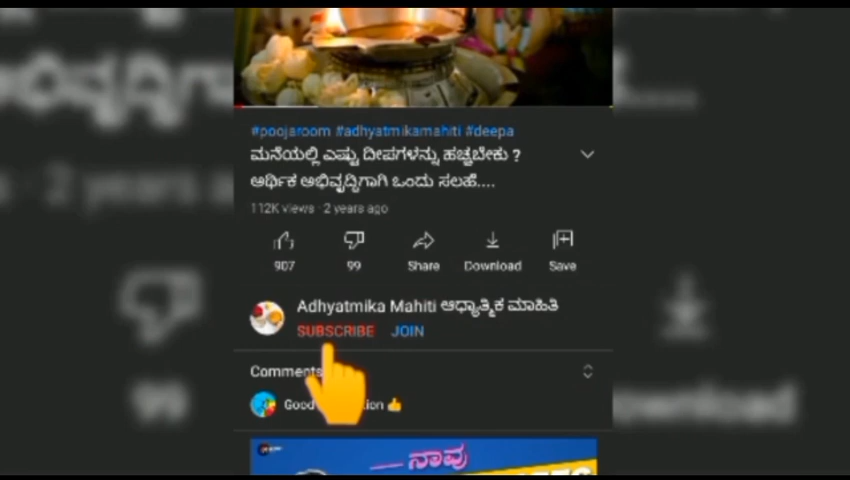 #poojaroom #adhyatmikamahiti #deepa
ಮನೆಯಲ್ಲಿ ಎಷ್ಟು ದೀಪಗಳನ್ನು ಹಚ್ಚಬೇಕು ?
ಆರ್ಥಿಕ ಅಭಿವೃದ್ಧಿಗಾಗಿ ಒಂದು ಸಲಹೆ....
112K views · 2 years ago
907 99 Share Download Save
Adhyatmika Mahiti ಆಧ್ಯಾತ್ಮಿಕ ಮಾಹಿತಿ
SUBSCRIBE JOIN
Comments
Good 👍
ನಾವು